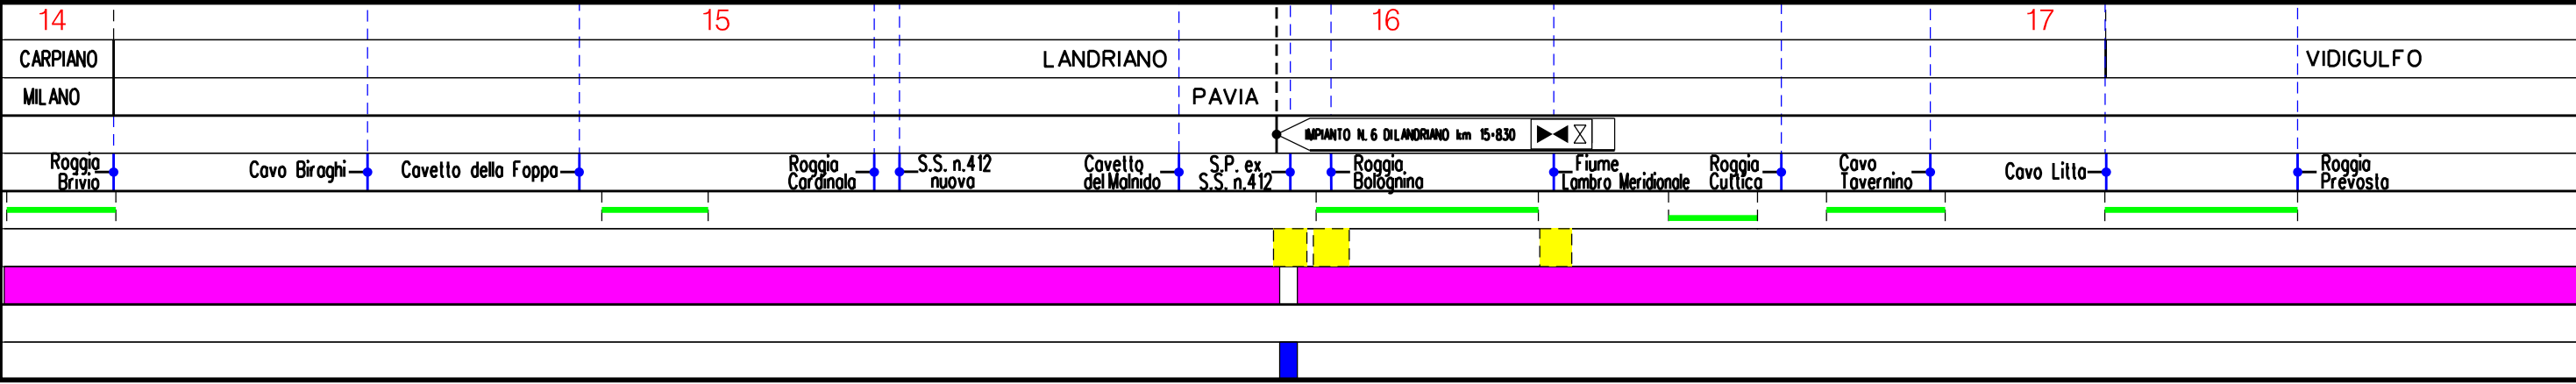 14 15 16 17
CARPIANO LANDRIANO VIDIGULFO
MILANO PAVIA
IMPIANTO N. 6 DI LANDRIANO km 15+830
Roggia Brivio
Cavo Biraghi
Cavetto della Foppa
Roggia Cardinala
S.S. n.412 nuova
Cavetto del Malnido
S.P. ex S.S. n.412
Roggia Bolognina
Fiume Lambro Meridionale
Roggia Cuttica
Cavo Tavernino
Cavo Litta
Roggia Prevosta